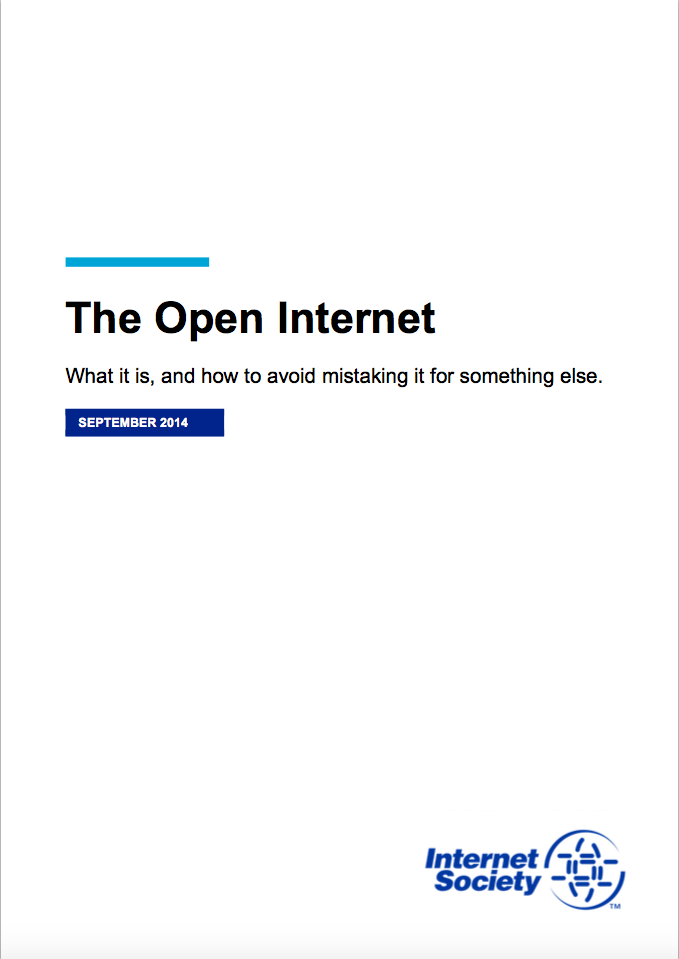 The Open Internet
What it is, and how to avoid mistaking it for something else.
SEPTEMBER 2014
Internet
Society
TM